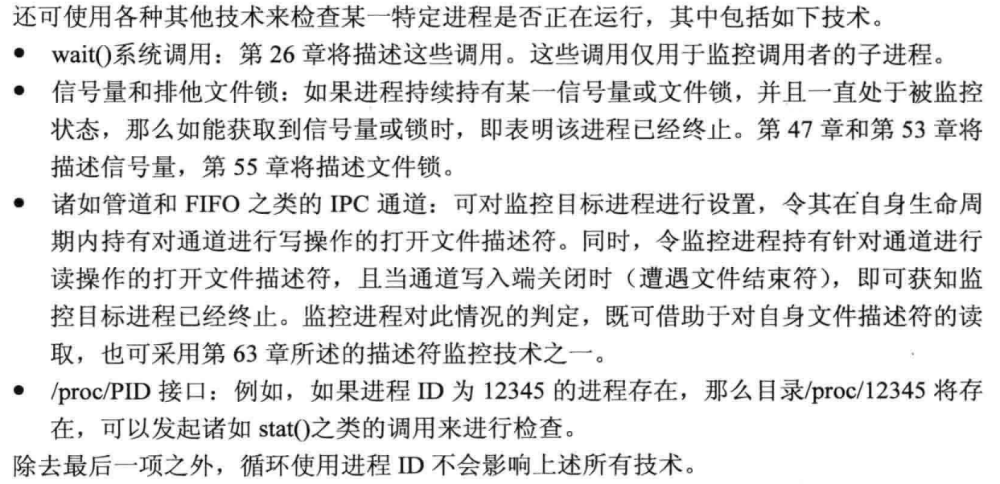 还可使用各种其他技术来检查某一特定进程是否正在运行，其中包括如下技术。
● wait()系统调用：第 26 章将描述这些调用。这些调用仅用于监控调用者的子进程。
● 信号量和排他文件锁：如果进程持续持有某一信号量或文件锁，并且一直处于被监控
状态，那么如能获取到信号量或锁时，即表明该进程已经终止。第 47 章和第 53 章将
描述信号量，第 55 章将描述文件锁。
● 诸如管道和 FIFO 之类的 IPC 通道：可对监控目标进程进行设置，令其在自身生命周
期内持有对通道进行写操作的打开文件描述符。同时，令监控进程持有针对通道进行
读操作的打开文件描述符，且当通道写入端关闭时（遭遇文件结束符），即可获知监
控目标进程已经终止。监控进程对此情况的判定，既可借助于对自身文件描述符的读
取，也可采用第 63 章所述的描述符监控技术之一。
● /proc/PID 接口：例如，如果进程 ID 为 12345 的进程存在，那么目录/proc/12345 将存
在，可以发起诸如 stat()之类的调用来进行检查。
除去最后一项之外，循环使用进程 ID 不会影响上述所有技术。